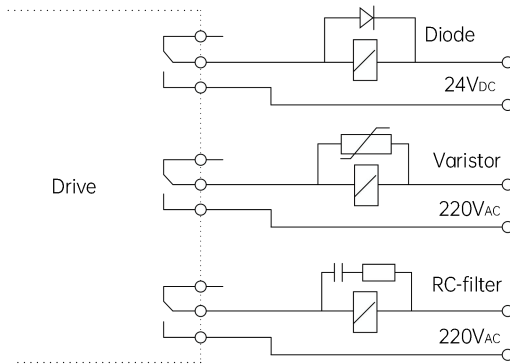 Diode
24VDC
Varistor
Drive
220VAC
RC-filter
220VAC